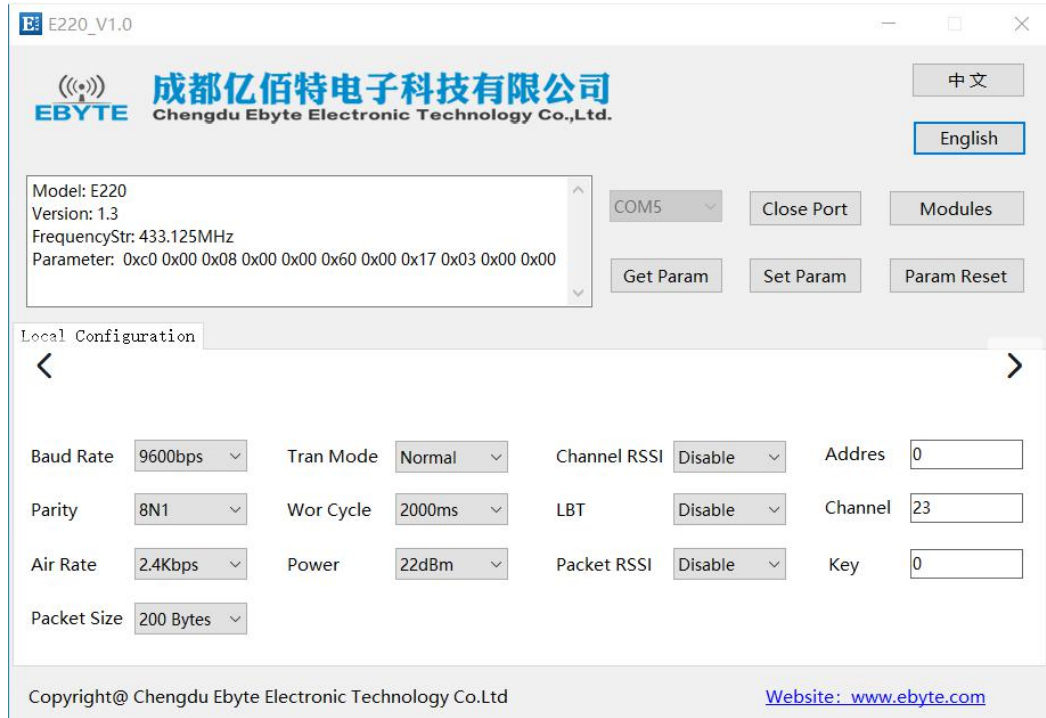 E220_V1.0
EBYTE
成都亿佰特电子科技有限公司
Chengdu Ebyte Electronic Technology Co.,Ltd.
中文
English
Model: E220
Version: 1.3
FrequencyStr: 433.125MHz
Parameter: 0xc0 0x00 0x08 0x00 0x00 0x60 0x00 0x17 0x03 0x00 0x00
COM5
Close Port
Modules
Get Param
Set Param
Param Reset
Local Configuration
Baud Rate 9600bps Tran Mode Normal Channel RSSI Disable Addres 0
Parity 8N1 Wor Cycle 2000ms LBT Disable Channel 23
Air Rate 2.4Kbps Power 22dBm Packet RSSI Disable Key 0
Packet Size 200 Bytes
Copyright@ Chengdu Ebyte Electronic Technology Co.Ltd Website: www.ebyte.com